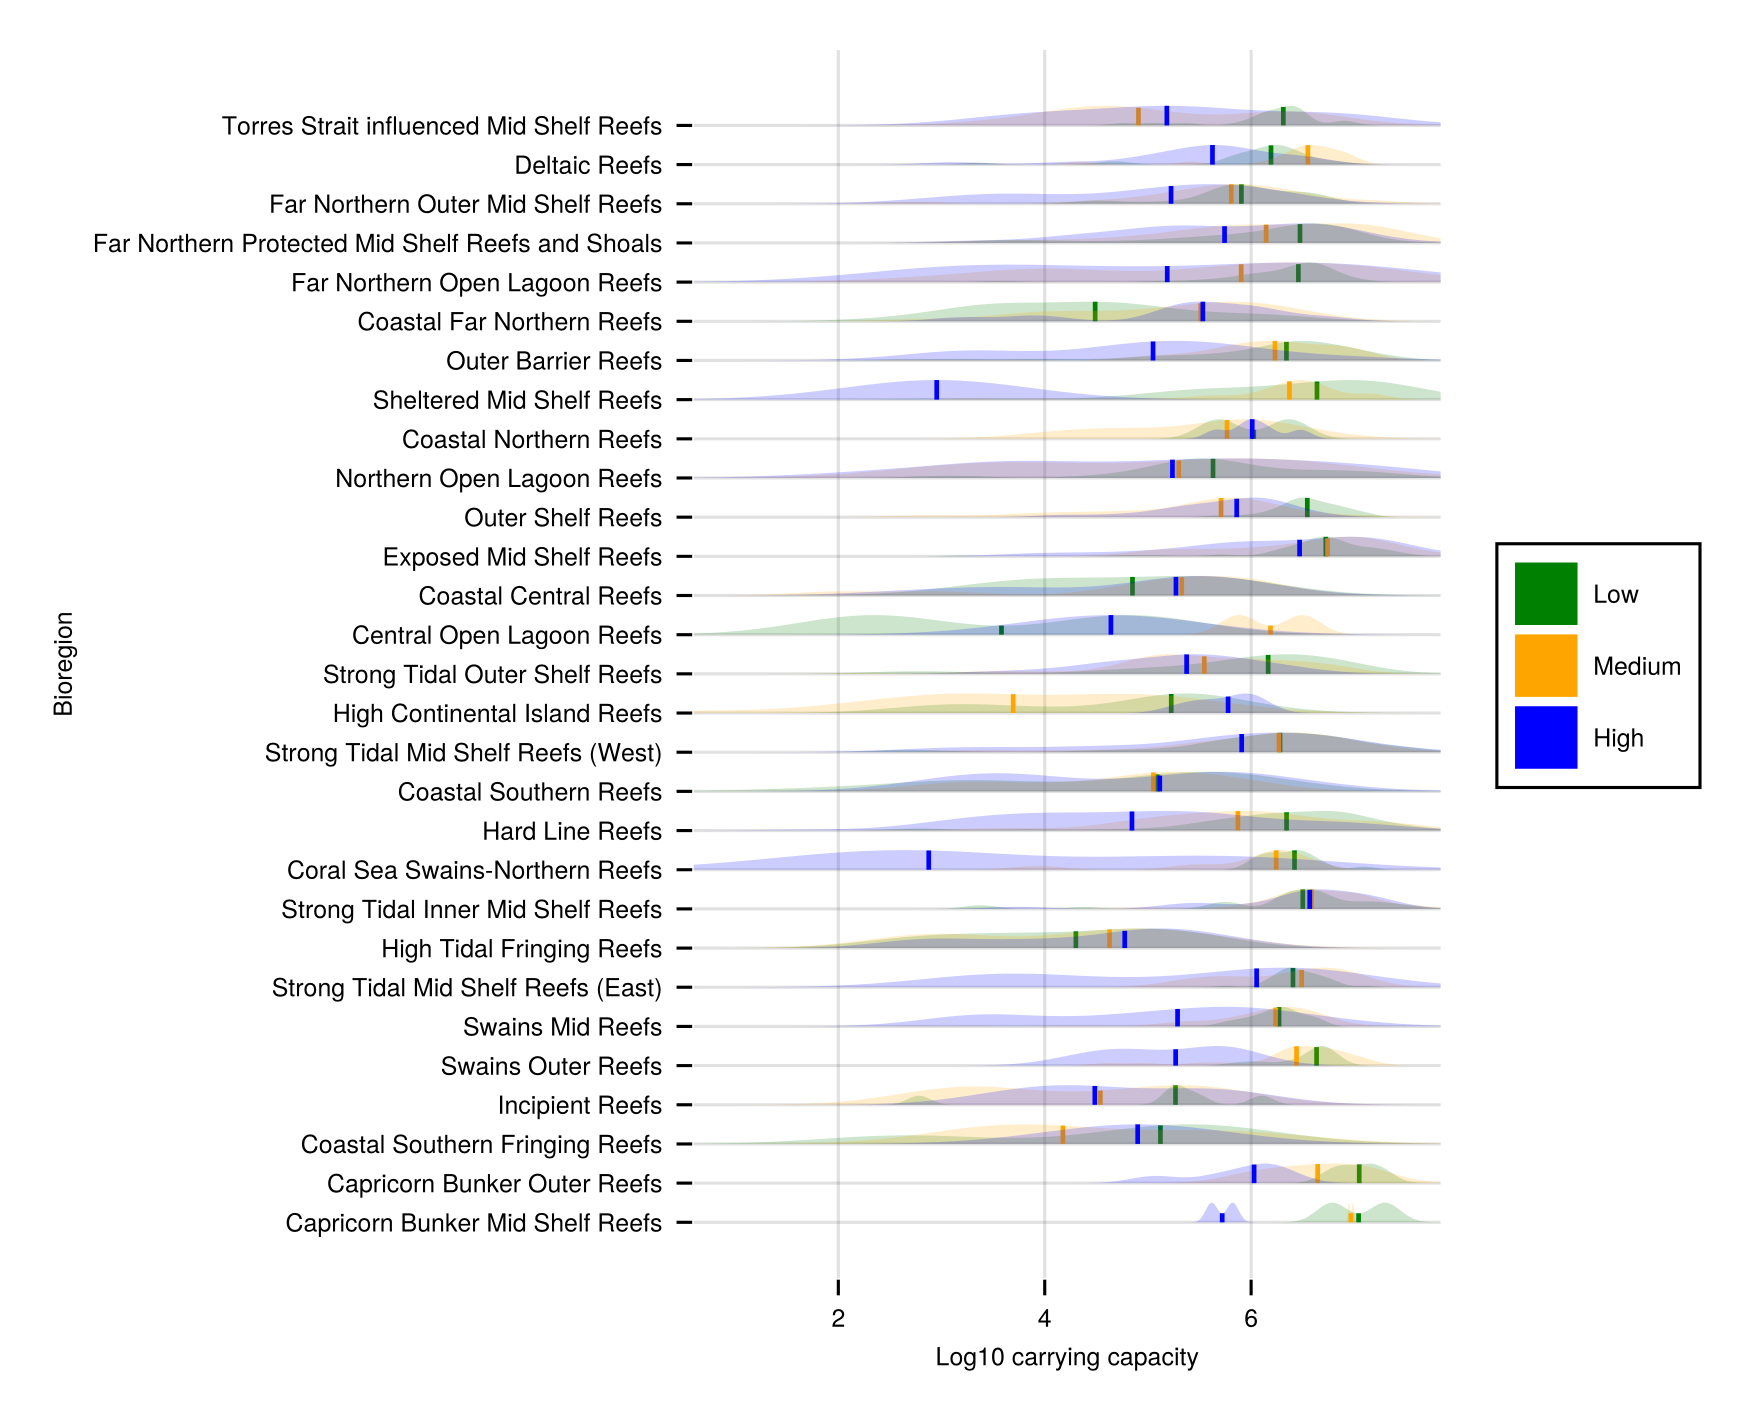 Torres Strait influenced Mid Shelf Reefs
Deltaic Reefs
Far Northern Outer Mid Shelf Reefs
Far Northern Protected Mid Shelf Reefs and Shoals
Far Northern Open Lagoon Reefs
Coastal Far Northern Reefs
Outer Barrier Reefs
Sheltered Mid Shelf Reefs
Coastal Northern Reefs
Northern Open Lagoon Reefs
Outer Shelf Reefs
Exposed Mid Shelf Reefs
Coastal Central Reefs
Central Open Lagoon Reefs
Strong Tidal Outer Shelf Reefs
High Continental Island Reefs
Strong Tidal Mid Shelf Reefs (West)
Coastal Southern Reefs
Hard Line Reefs
Coral Sea Swains-Northern Reefs
Strong Tidal Inner Mid Shelf Reefs
High Tidal Fringing Reefs
Strong Tidal Mid Shelf Reefs (East)
Swains Mid Reefs
Swains Outer Reefs
Incipient Reefs
Coastal Southern Fringing Reefs
Capricorn Bunker Outer Reefs
Capricorn Bunker Mid Shelf Reefs
Bioregion
2 4 6
Log10 carrying capacity
Low
Medium
High